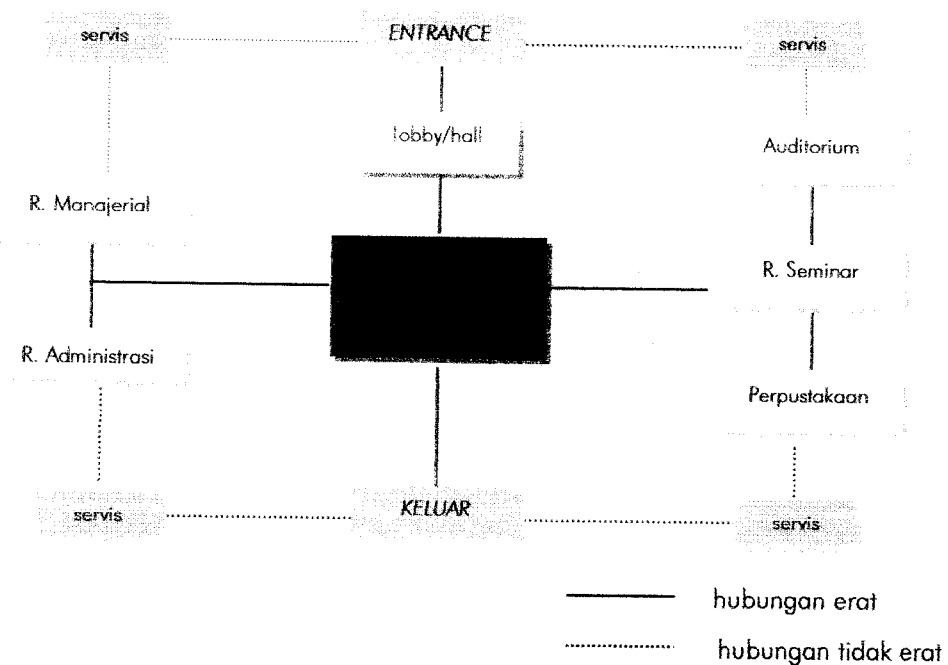 servis
ENTRANCE
servis
lobby/hall
Auditorium
R. Manajerial
R. Seminar
R. Administrasi
Perpustakaan
servis
KELUAR
servis
hubungan erat
hubungan tidak erat